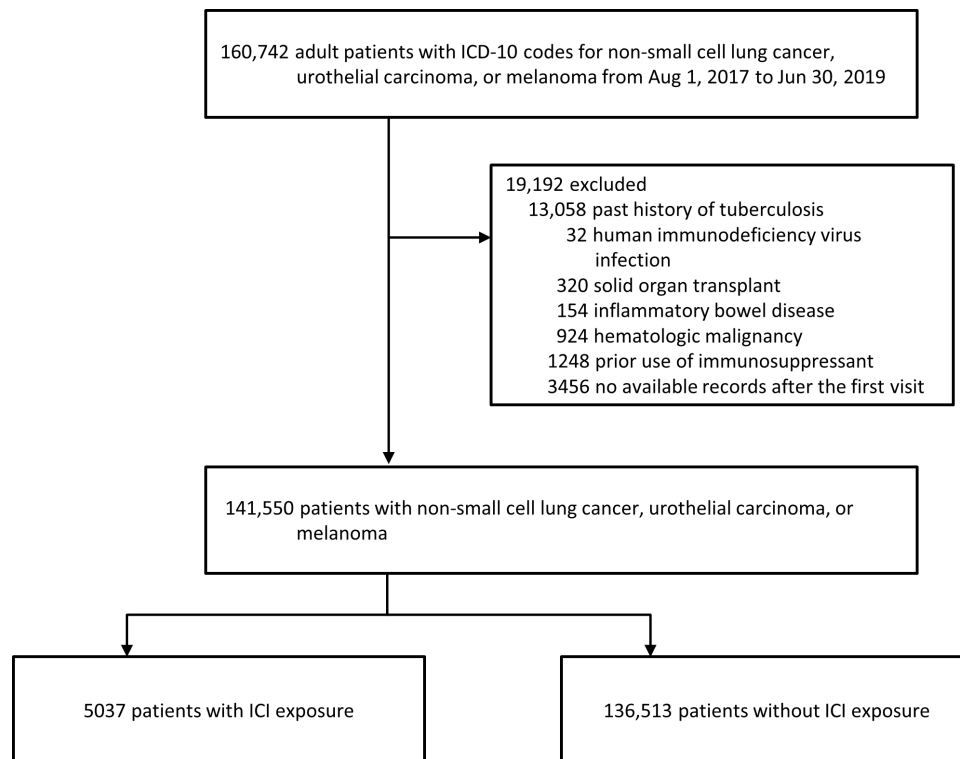 160,742 adult patients with ICD-10 codes for non-small cell lung cancer,
urothelial carcinoma, or melanoma from Aug 1, 2017 to Jun 30, 2019
19,192 excluded
13,058 past history of tuberculosis
32 human immunodeficiency virus
infection
320 solid organ transplant
154 inflammatory bowel disease
924 hematologic malignancy
1248 prior use of immunosuppressant
3456 no available records after the first visit
141,550 patients with non-small cell lung cancer, urothelial carcinoma, or
melanoma
5037 patients with ICI exposure
136,513 patients without ICI exposure